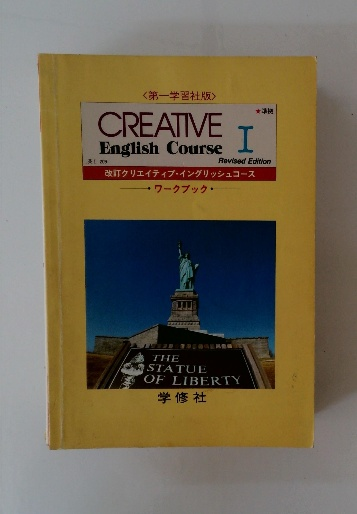 〈第一学習社版〉
★準拠
CREATIVE
English Course I
Revised Edition
改訂クリエイティブ・イングリッシュコース
・ワークブック・
THE
STATUE
OF LIBERTY
学修社